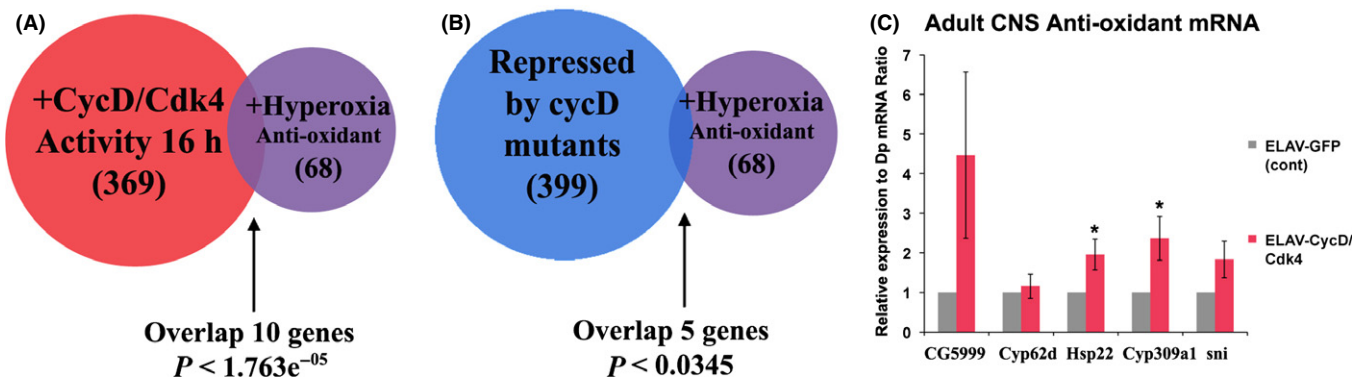 (A)
+CycD/Cdk4
Activity 16 h
(369)
+Hyperoxia
Anti-oxidant
(68)
Overlap 10 genes
P < 1.763e⁻⁰⁵
(B)
Repressed
by cycD
mutants
(399)
+Hyperoxia
Anti-oxidant
(68)
Overlap 5 genes
P < 0.0345
(C) Adult CNS Anti-oxidant mRNA
Relative expression to Dp mRNA Ratio
7
6
5
4
3
2
1
0
* *
CG5999 Cyp62d Hsp22 Cyp309a1 sni
ELAV-GFP
(cont)
ELAV-CycD/
Cdk4